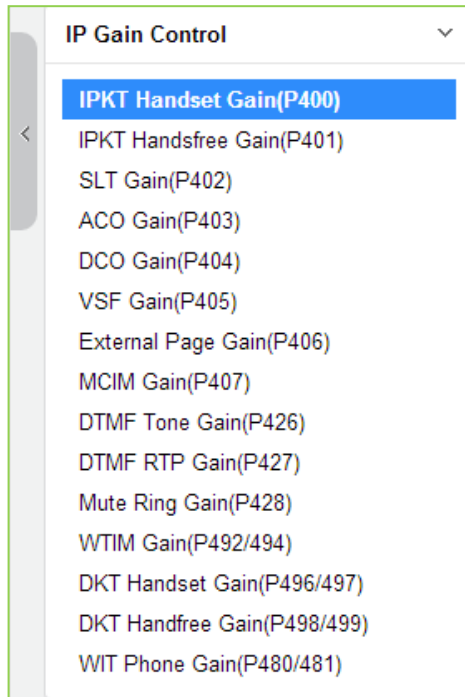 IP Gain Control
IPKT Handset Gain(P400)
IPKT Handsfree Gain(P401)
SLT Gain(P402)
ACO Gain(P403)
DCO Gain(P404)
VSF Gain(P405)
External Page Gain(P406)
MCIM Gain(P407)
DTMF Tone Gain(P426)
DTMF RTP Gain(P427)
Mute Ring Gain(P428)
WTIM Gain(P492/494)
DKT Handset Gain(P496/497)
DKT Handfree Gain(P498/499)
WIT Phone Gain(P480/481)